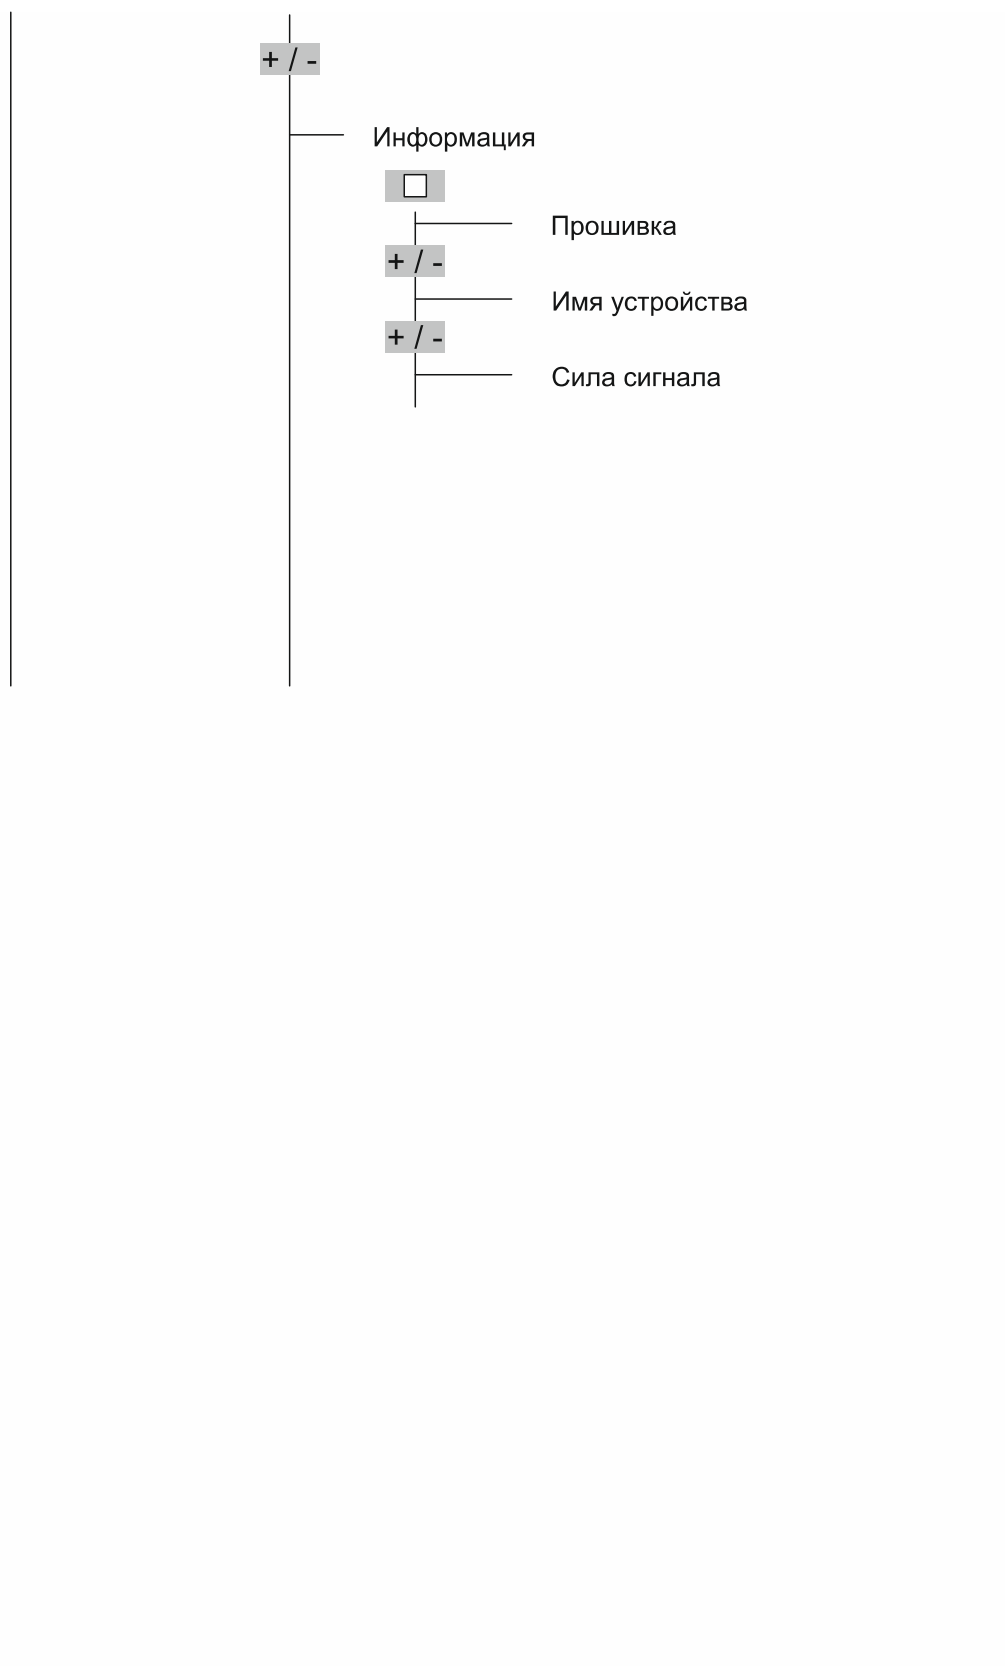 + / -
Информация
Прошивка
+ / -
Имя устройства
+ / -
Сила сигнала